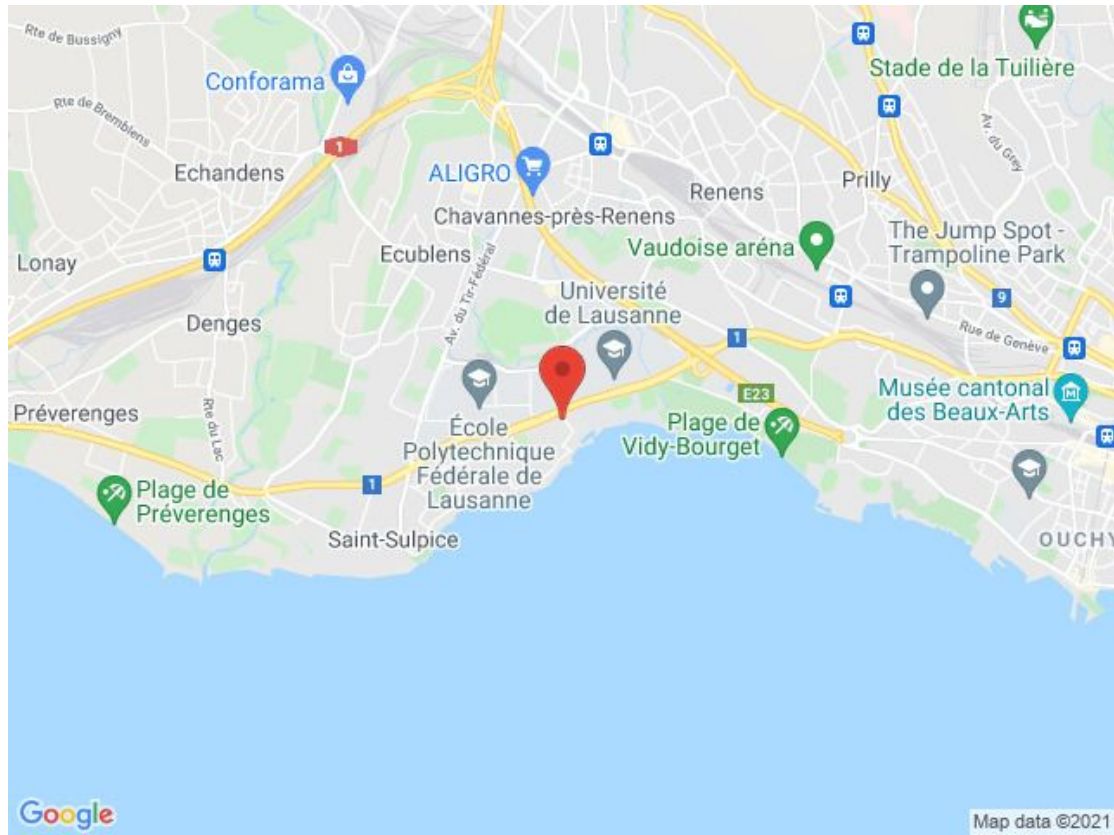 Rte de Bussigny
Conforama
Stade de la Tuilière
Rte de Bremblens
Av. du Grey
1
Echandens
ALIGRO
Renens
Prilly
Chavannes-près-Renens
The Jump Spot -
Trampoline Park
Vaudoise aréna
Ecublens
Lonay
Av. du Tir-Fédéral
Université
de Lausanne
9
Denges
Rue de Genève
1
E23
Musée cantonal
des Beaux-Arts
Préverenges
Rte du Lac
École
Polytechnique
Fédérale de
Lausanne
Plage de
Vidy-Bourget
1
Plage de
Préverenges
Saint-Sulpice
OUCHY
Google
Map data ©2021